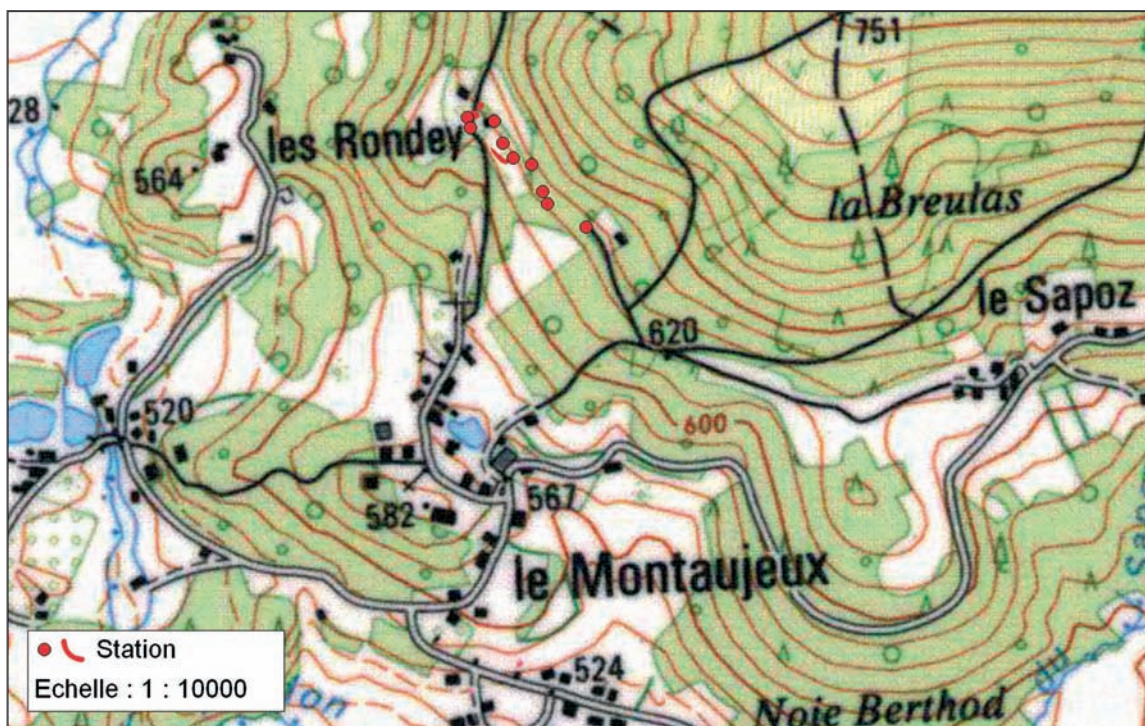 751
28
les Rondey
564
la Breulas
le Sapoz
620
520
600
582
567
le Montaujeux
Station
524
Echelle : 1 : 10000
Noie Berthod
du